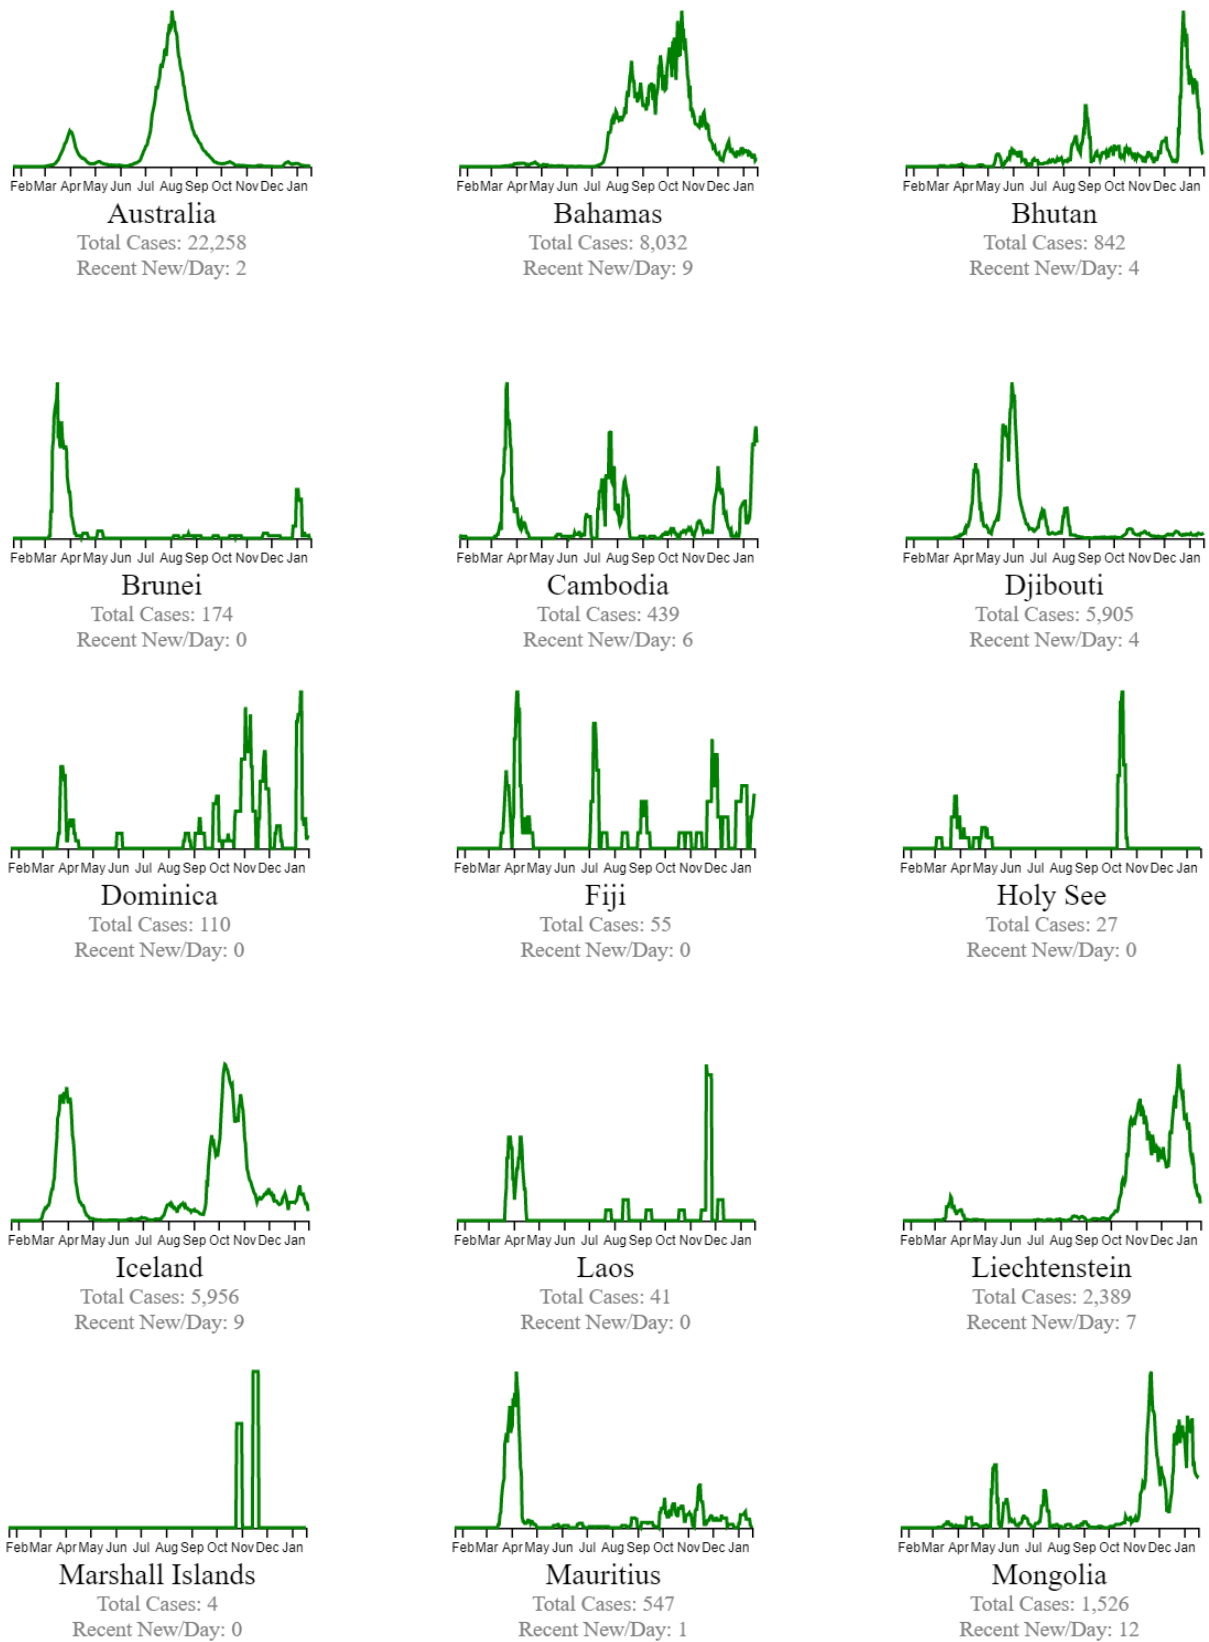 FebMar Apr May Jun Jul Aug Sep Oct Nov Dec Jan
Australia
Total Cases: 22,258
Recent New/Day: 2
FebMar Apr May Jun Jul Aug Sep Oct Nov Dec Jan
Bahamas
Total Cases: 8,032
Recent New/Day: 9
FebMar Apr May Jun Jul Aug Sep Oct Nov Dec Jan
Bhutan
Total Cases: 842
Recent New/Day: 4
FebMar Apr May Jun Jul Aug Sep Oct Nov Dec Jan
Brunei
Total Cases: 174
Recent New/Day: 0
FebMar Apr May Jun Jul Aug Sep Oct Nov Dec Jan
Cambodia
Total Cases: 439
Recent New/Day: 6
FebMar Apr May Jun Jul Aug Sep Oct Nov Dec Jan
Djibouti
Total Cases: 5,905
Recent New/Day: 4
FebMar Apr May Jun Jul Aug Sep Oct Nov Dec Jan
Dominica
Total Cases: 110
Recent New/Day: 0
FebMar Apr May Jun Jul Aug Sep Oct Nov Dec Jan
Fiji
Total Cases: 55
Recent New/Day: 0
FebMar Apr May Jun Jul Aug Sep Oct Nov Dec Jan
Holy See
Total Cases: 27
Recent New/Day: 0
FebMar Apr May Jun Jul Aug Sep Oct Nov Dec Jan
Iceland
Total Cases: 5,956
Recent New/Day: 9
FebMar Apr May Jun Jul Aug Sep Oct Nov Dec Jan
Laos
Total Cases: 41
Recent New/Day: 0
FebMar Apr May Jun Jul Aug Sep Oct Nov Dec Jan
Liechtenstein
Total Cases: 2,389
Recent New/Day: 7
FebMar Apr May Jun Jul Aug Sep Oct Nov Dec Jan
Marshall Islands
Total Cases: 4
Recent New/Day: 0
FebMar Apr May Jun Jul Aug Sep Oct Nov Dec Jan
Mauritius
Total Cases: 547
Recent New/Day: 1
FebMar Apr May Jun Jul Aug Sep Oct Nov Dec Jan
Mongolia
Total Cases: 1,526
Recent New/Day: 12